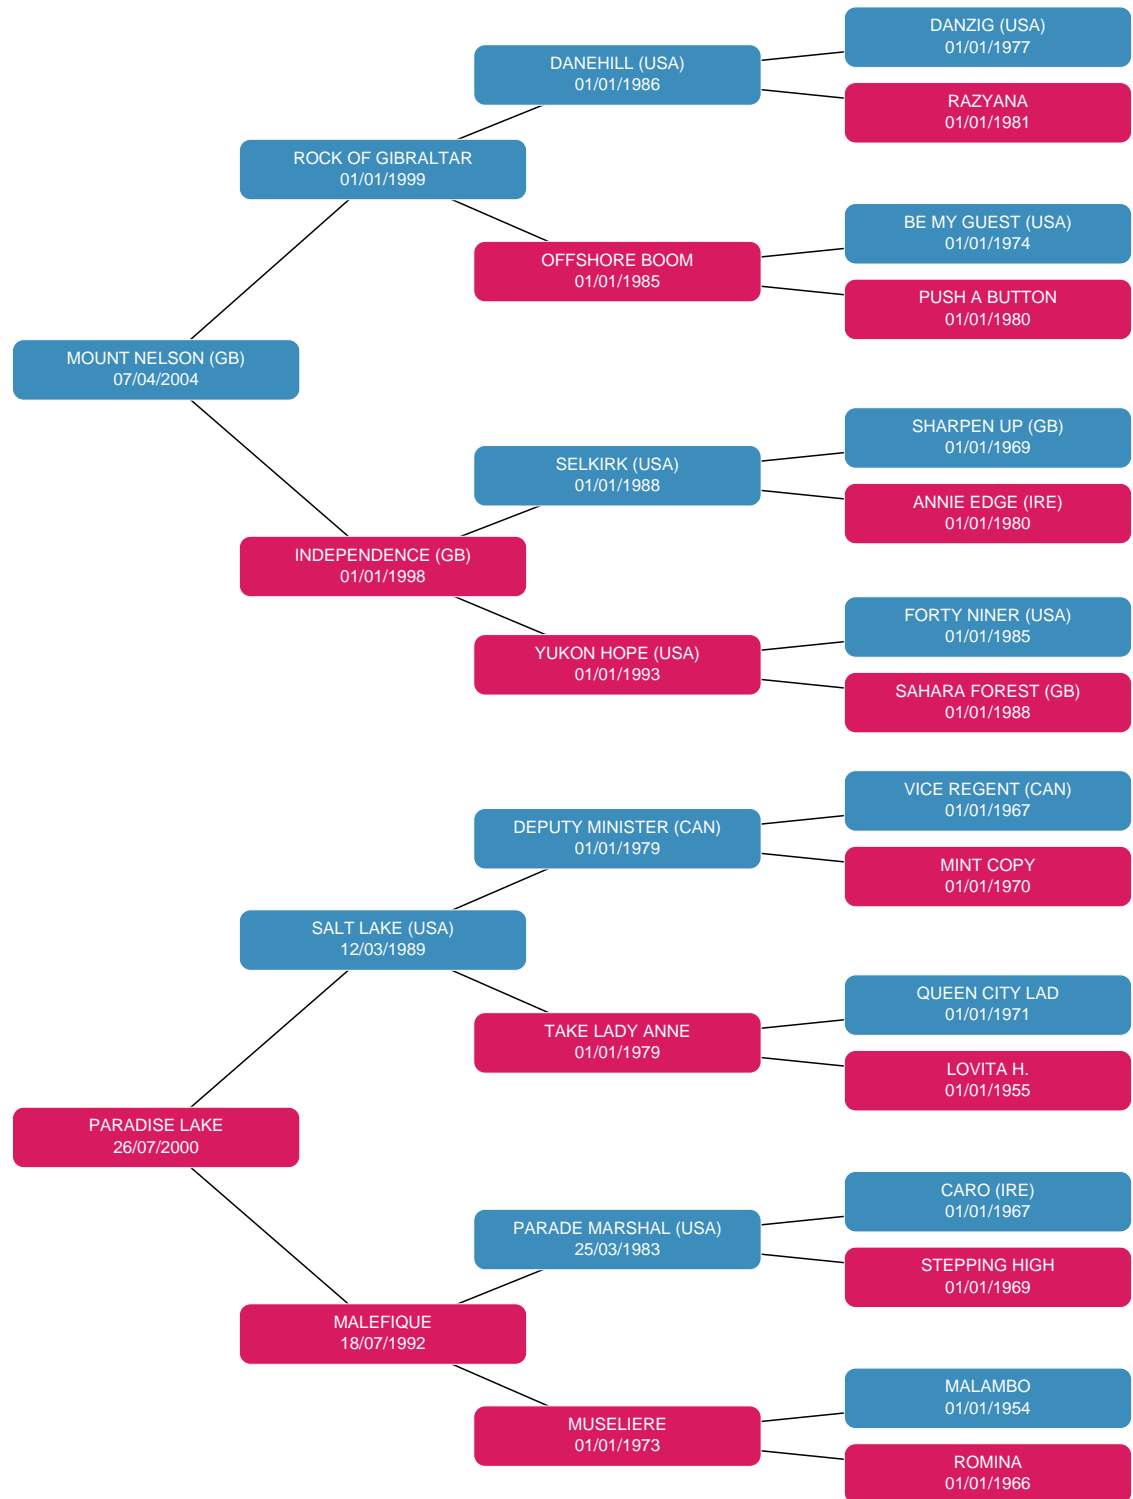 DANZIG (USA)
01/01/1977
DANEHILL (USA)
01/01/1986
RAZYANA
01/01/1981
ROCK OF GIBRALTAR
01/01/1999
BE MY GUEST (USA)
01/01/1974
OFFSHORE BOOM
01/01/1985
PUSH A BUTTON
01/01/1980
MOUNT NELSON (GB)
07/04/2004
SHARPEN UP (GB)
01/01/1969
SELKIRK (USA)
01/01/1988
ANNIE EDGE (IRE)
01/01/1980
INDEPENDENCE (GB)
01/01/1998
FORTY NINER (USA)
01/01/1985
YUKON HOPE (USA)
01/01/1993
SAHARA FOREST (GB)
01/01/1988
VICE REGENT (CAN)
01/01/1967
DEPUTY MINISTER (CAN)
01/01/1979
MINT COPY
01/01/1970
SALT LAKE (USA)
12/03/1989
QUEEN CITY LAD
01/01/1971
TAKE LADY ANNE
01/01/1979
LOVITA H.
01/01/1955
PARADISE LAKE
26/07/2000
CARO (IRE)
01/01/1967
PARADE MARSHAL (USA)
25/03/1983
STEPPING HIGH
01/01/1969
MALEFIQUE
18/07/1992
MALAMBO
01/01/1954
MUSELIERE
01/01/1973
ROMINA
01/01/1966